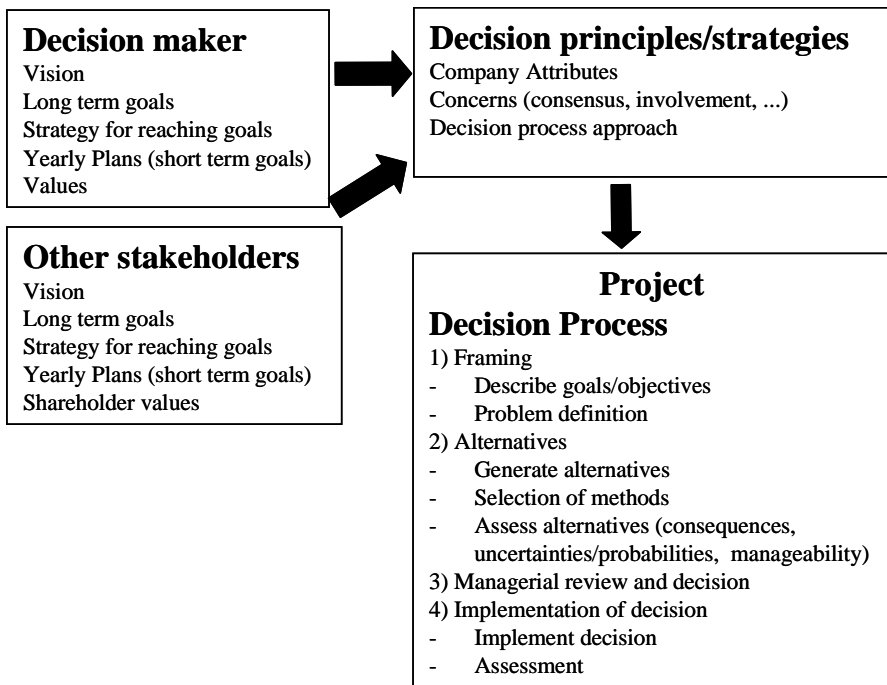 Decision maker
Vision
Long term goals
Strategy for reaching goals
Yearly Plans (short term goals)
Values
Other stakeholders
Vision
Long term goals
Strategy for reaching goals
Yearly Plans (short term goals)
Shareholder values
Decision principles/strategies
Company Attributes
Concerns (consensus, involvement, ...)
Decision process approach
Project
Decision Process
1) Framing
- Describe goals/objectives
- Problem definition
2) Alternatives
- Generate alternatives
- Selection of methods
- Assess alternatives (consequences,
uncertainties/probabilities, manageability)
3) Managerial review and decision
4) Implementation of decision
- Implement decision
- Assessment